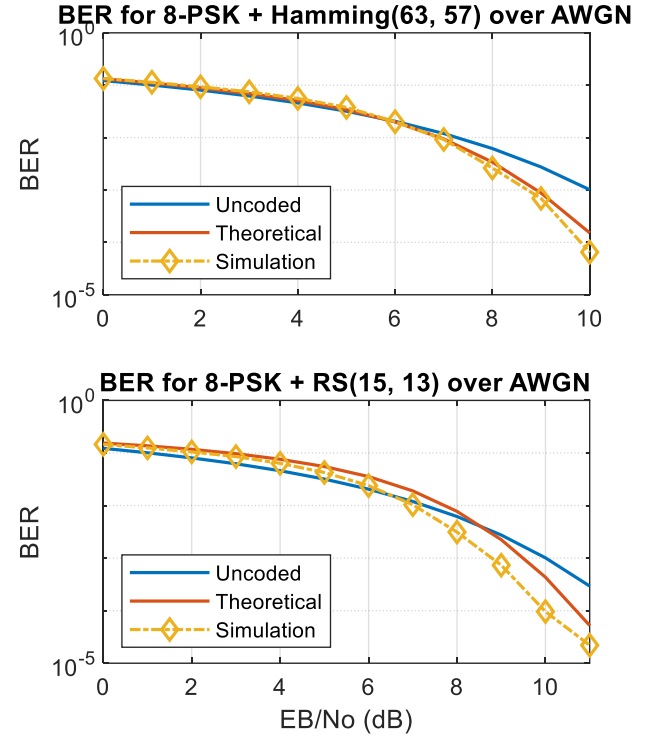 BER for 8-PSK + Hamming(63, 57) over AWGN
10^0
BER
Uncoded
Theoretical
Simulation
10^-5
0 2 4 6 8 10
BER for 8-PSK + RS(15, 13) over AWGN
10^0
BER
Uncoded
Theoretical
Simulation
10^-5
0 2 4 6 8 10
EB/No (dB)